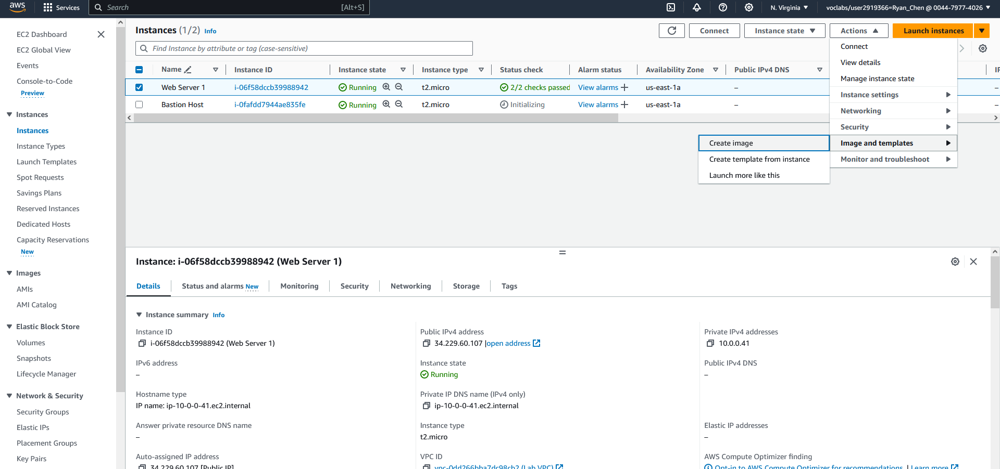 aws
Services
Search
[Alt+S]
N. Virginia
voclabs/user2919366=Ryan_Chen @ 0044-7977-4026
EC2 Dashboard
EC2 Global View
Events
Console-to-Code
Preview
Instances
Instances
Instance Types
Launch Templates
Spot Requests
Savings Plans
Reserved Instances
Dedicated Hosts
Capacity Reservations
New
Images
AMIs
AMI Catalog
Elastic Block Store
Volumes
Snapshots
Lifecycle Manager
Network & Security
Security Groups
Elastic IPs
Placement Groups
Key Pairs
Instances (1/2) Info
Connect
Instance state
Actions
Launch instances
Find Instance by attribute or tag (case-sensitive)
Name Instance ID Instance state Instance type Status check Alarm status Availability Zone Public IPv4 DNS
Web Server 1 i-06f58dccb39988942 Running t2.micro 2/2 checks passed View alarms + us-east-1a –
Bastion Host i-0fafdd7944ae835fe Running t2.micro Initializing View alarms + us-east-1a –
Connect
View details
Manage instance state
Instance settings
Networking
Security
Image and templates
Monitor and troubleshoot
Create image
Create template from instance
Launch more like this
Instance: i-06f58dccb39988942 (Web Server 1)
Details
Status and alarms New
Monitoring
Security
Networking
Storage
Tags
Instance summary Info
Instance ID
i-06f58dccb39988942 (Web Server 1)
Public IPv4 address
34.229.60.107 |open address
Private IPv4 addresses
10.0.0.41
IPv6 address
–
Instance state
Running
Public IPv4 DNS
–
Hostname type
IP name: ip-10-0-0-41.ec2.internal
Private IP DNS name (IPv4 only)
ip-10-0-0-41.ec2.internal
Answer private resource DNS name
–
Instance type
t2.micro
Elastic IP addresses
–
Auto-assigned IP address
34.229.60.107 [Public IP]
VPC ID
vpc-0dd266bba7dc98cb2 (Lab VPC)
AWS Compute Optimizer finding
Opt-in to AWS Compute Optimizer for recommendations. | Learn more